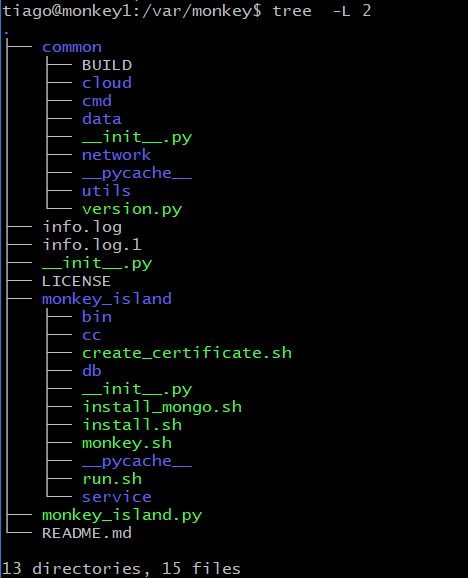 tiago@monkey1:/var/monkey$ tree  -L 2
.
├── common
│   ├── BUILD
│   ├── cloud
│   ├── cmd
│   ├── data
│   ├── __init__.py
│   ├── network
│   ├── __pycache__
│   ├── utils
│   └── version.py
├── info.log
├── info.log.1
├── __init__.py
├── LICENSE
├── monkey_island
│   ├── bin
│   ├── cc
│   ├── create_certificate.sh
│   ├── db
│   ├── __init__.py
│   ├── install_mongo.sh
│   ├── install.sh
│   ├── monkey.sh
│   ├── __pycache__
│   ├── run.sh
│   └── service
├── monkey_island.py
└── README.md
13 directories, 15 files